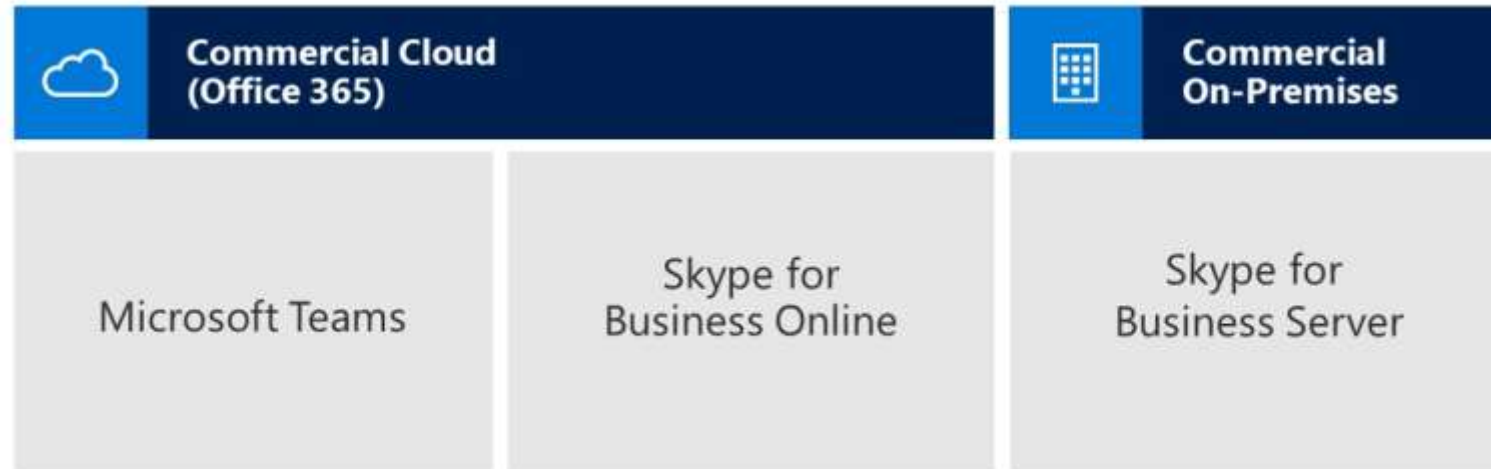 Commercial Cloud
(Office 365)
Commercial
On-Premises
Microsoft Teams
Skype for
Business Online
Skype for
Business Server